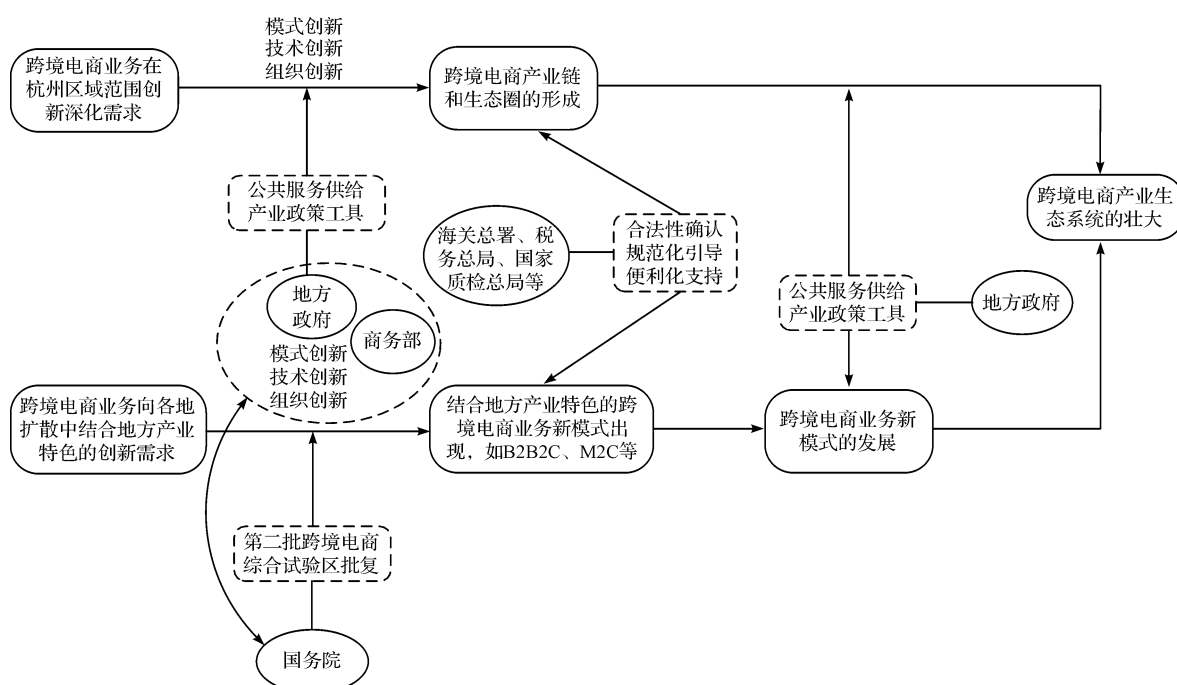 模式创新
技术创新
组织创新
跨境电商业务在
杭州区域范围创
新深化需求
跨境电商产业链
和生态圈的形成
公共服务供给
产业政策工具
海关总署、税
务总局、国家
质检总局等
合法性确认
规范化引导
便利化支持
跨境电商产业生
态系统的壮大
地方
政府
商务部
模式创新
技术创新
组织创新
公共服务供给
产业政策工具
地方政府
跨境电商业务向各地
扩散中结合地方产业
特色的创新需求
结合地方产业特色的跨
境电商业务新模式出
现，如B2B2C、M2C等
跨境电商业务新
模式的发展
第二批跨境电商
综合试验区批复
国务院